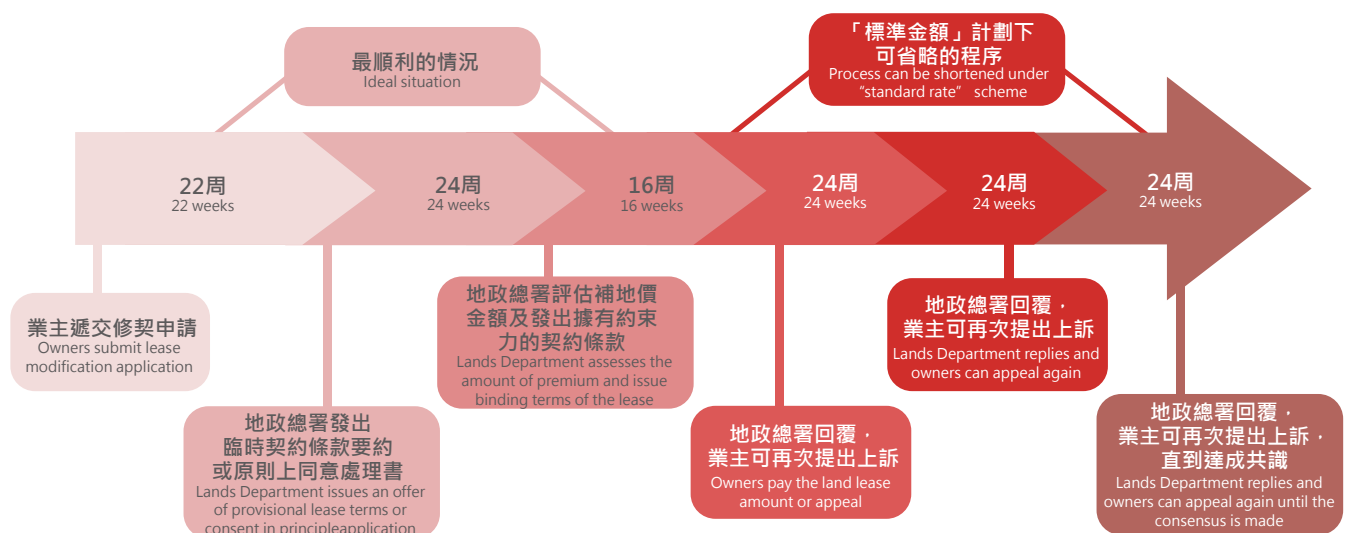 最順利的情況
Ideal situation
「標準金額」計劃下
可省略的程序
Process can be shortened under
"standard rate" scheme
22周
22 weeks
24周
24 weeks
16周
16 weeks
24周
24 weeks
24周
24 weeks
24周
24 weeks
業主遞交修契申請
Owners submit lease
modification application
地政總署發出
臨時契約條款要約
或原則上同意處理書
Lands Department issues an offer
of provisional lease terms or
consent in principleapplication
地政總署評估補地價
金額及發出據有約束
力的契約條款
Lands Department assesses the
amount of premium and issue
binding terms of the lease
地政總署回覆，
業主可再次提出上訴
Owners pay the land lease
amount or appeal
地政總署回覆，
業主可再次提出上訴
Lands Department replies and
owners can appeal again
地政總署回覆，
業主可再次提出上訴，
直到達成共識
Lands Department replies and
owners can appeal again until the
consensus is made